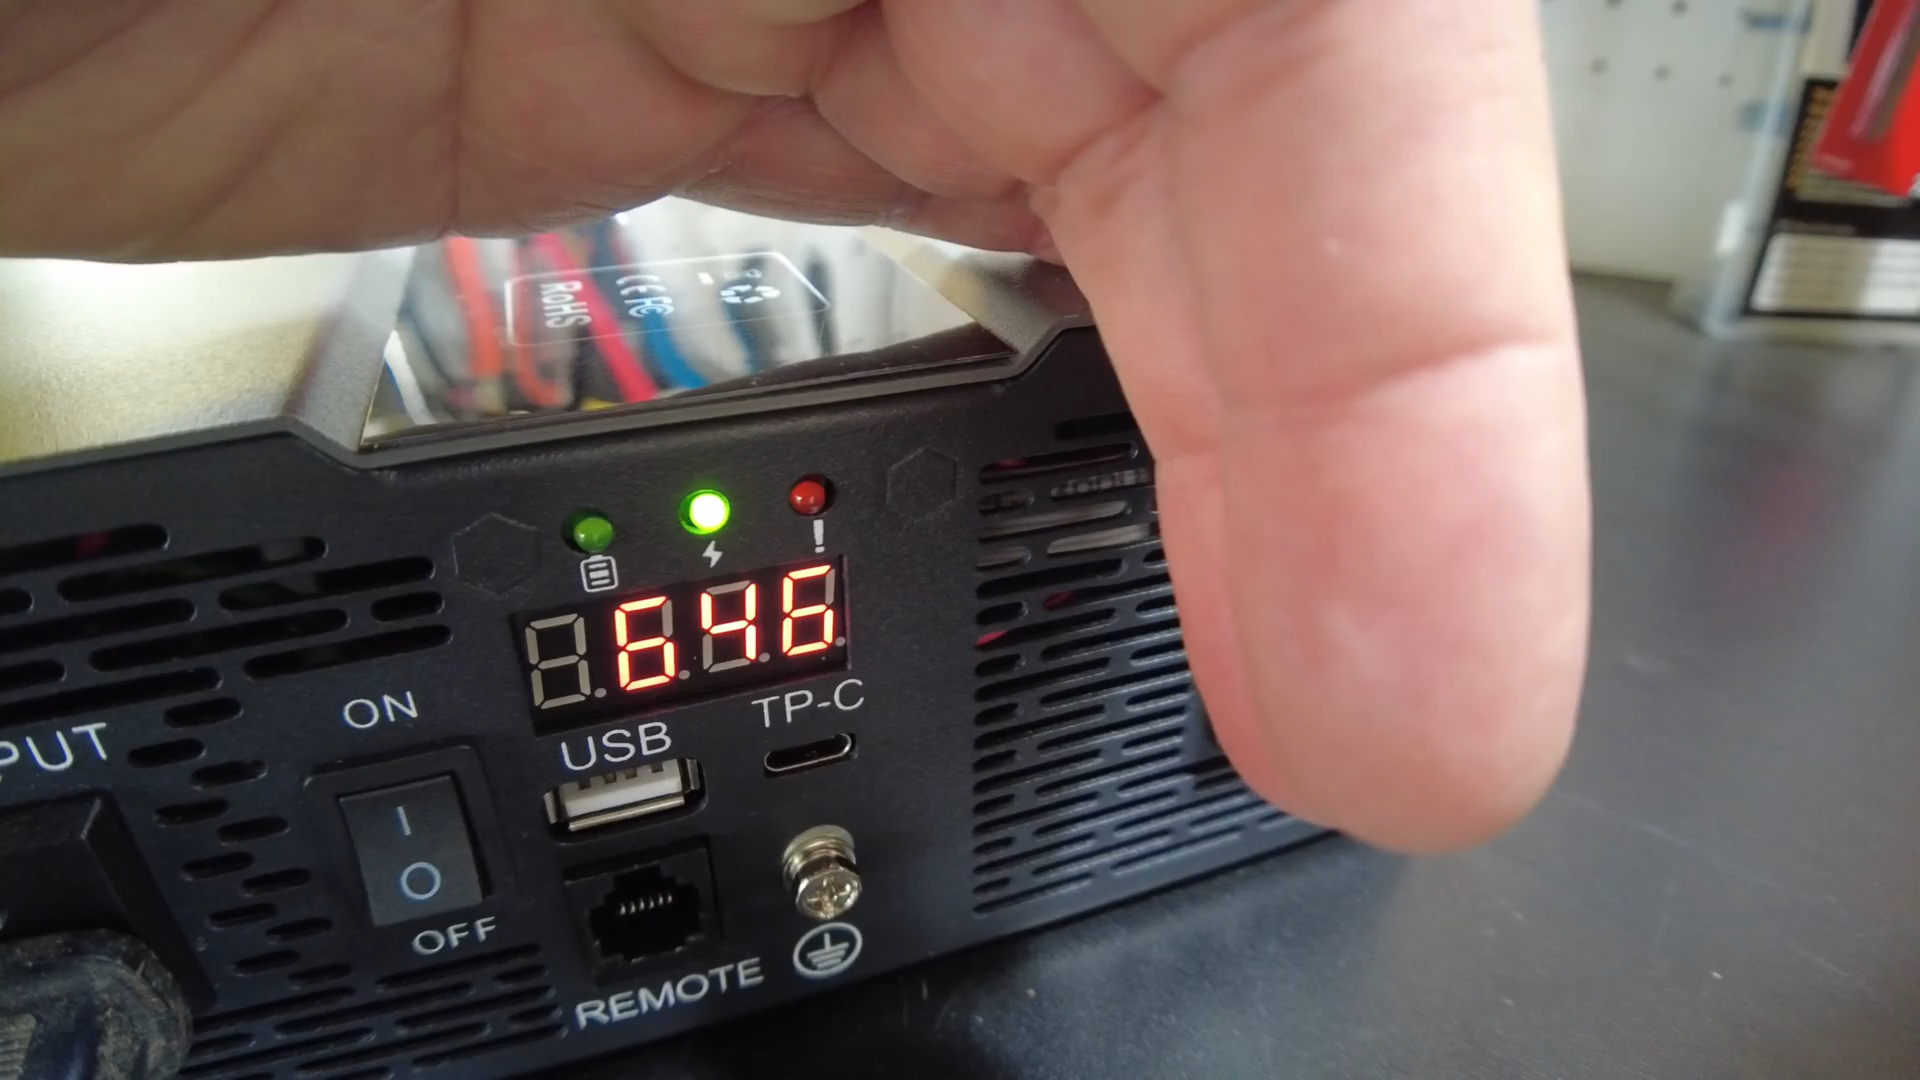 RoHS
CE FC
!
646
TP-C
USB
ON
PUT
I
O
OFF
REMOTE